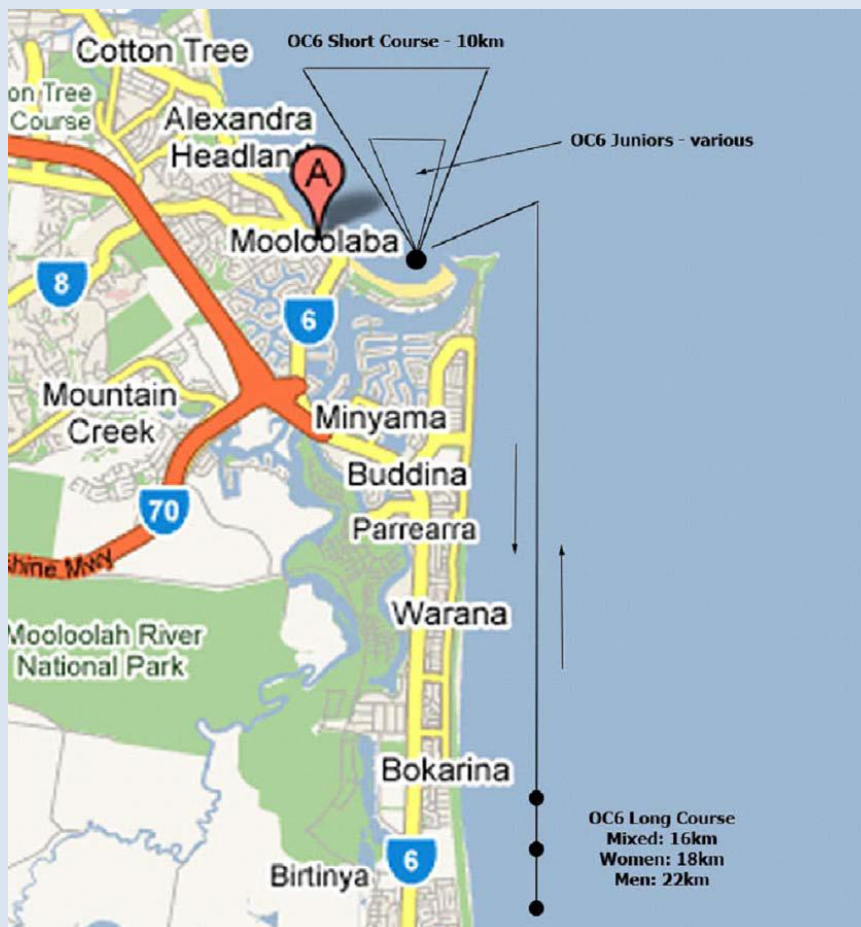 OC6 Short Course - 10km
Cotton Tree
on Tree
Course
Alexandra
Headland
OC6 Juniors - various
A
Mooloolaba
8
6
Mountain
Creek
Minyama
Buddina
70
Parrearra
hine Mwy
Warana
Mooloolah River
National Park
Bokarina
OC6 Long Course
Mixed: 16km
Women: 18km
Men: 22km
6
Birtinya